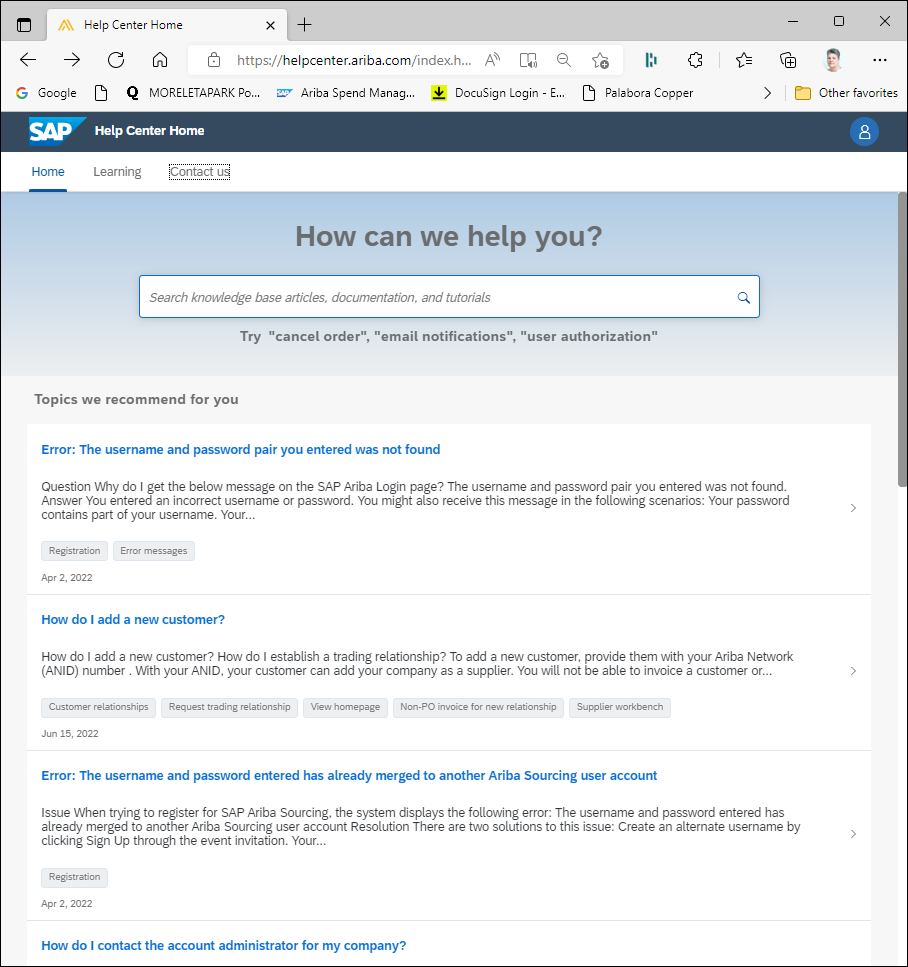 Help Center Home
https://helpcenter.ariba.com/index.h...
Google
MORELETAPARK Po...
Ariba Spend Manag...
DocuSign Login - E...
Palabora Copper
Other favorites
SAP Help Center Home
Home Learning Contact us
How can we help you?
Search knowledge base articles, documentation, and tutorials
Try "cancel order", "email notifications", "user authorization"
Topics we recommend for you
Error: The username and password pair you entered was not found
Question Why do I get the below message on the SAP Ariba Login page? The username and password pair you entered was not found.
Answer You entered an incorrect username or password. You might also receive this message in the following scenarios: Your password
contains part of your username. Your...
Registration Error messages
Apr 2, 2022
How do I add a new customer?
How do I add a new customer? How do I establish a trading relationship? To add a new customer, provide them with your Ariba Network
(ANID) number . With your ANID, your customer can add your company as a supplier. You will not be able to invoice a customer or...
Customer relationships Request trading relationship View homepage Non-PO invoice for new relationship Supplier workbench
Jun 15, 2022
Error: The username and password entered has already merged to another Ariba Sourcing user account
Issue When trying to register for SAP Ariba Sourcing, the system displays the following error: The username and password entered has
already merged to another Ariba Sourcing user account Resolution There are two solutions to this issue: Create an alternate username by
clicking Sign Up through the event invitation. Your...
Registration
Apr 2, 2022
How do I contact the account administrator for my company?